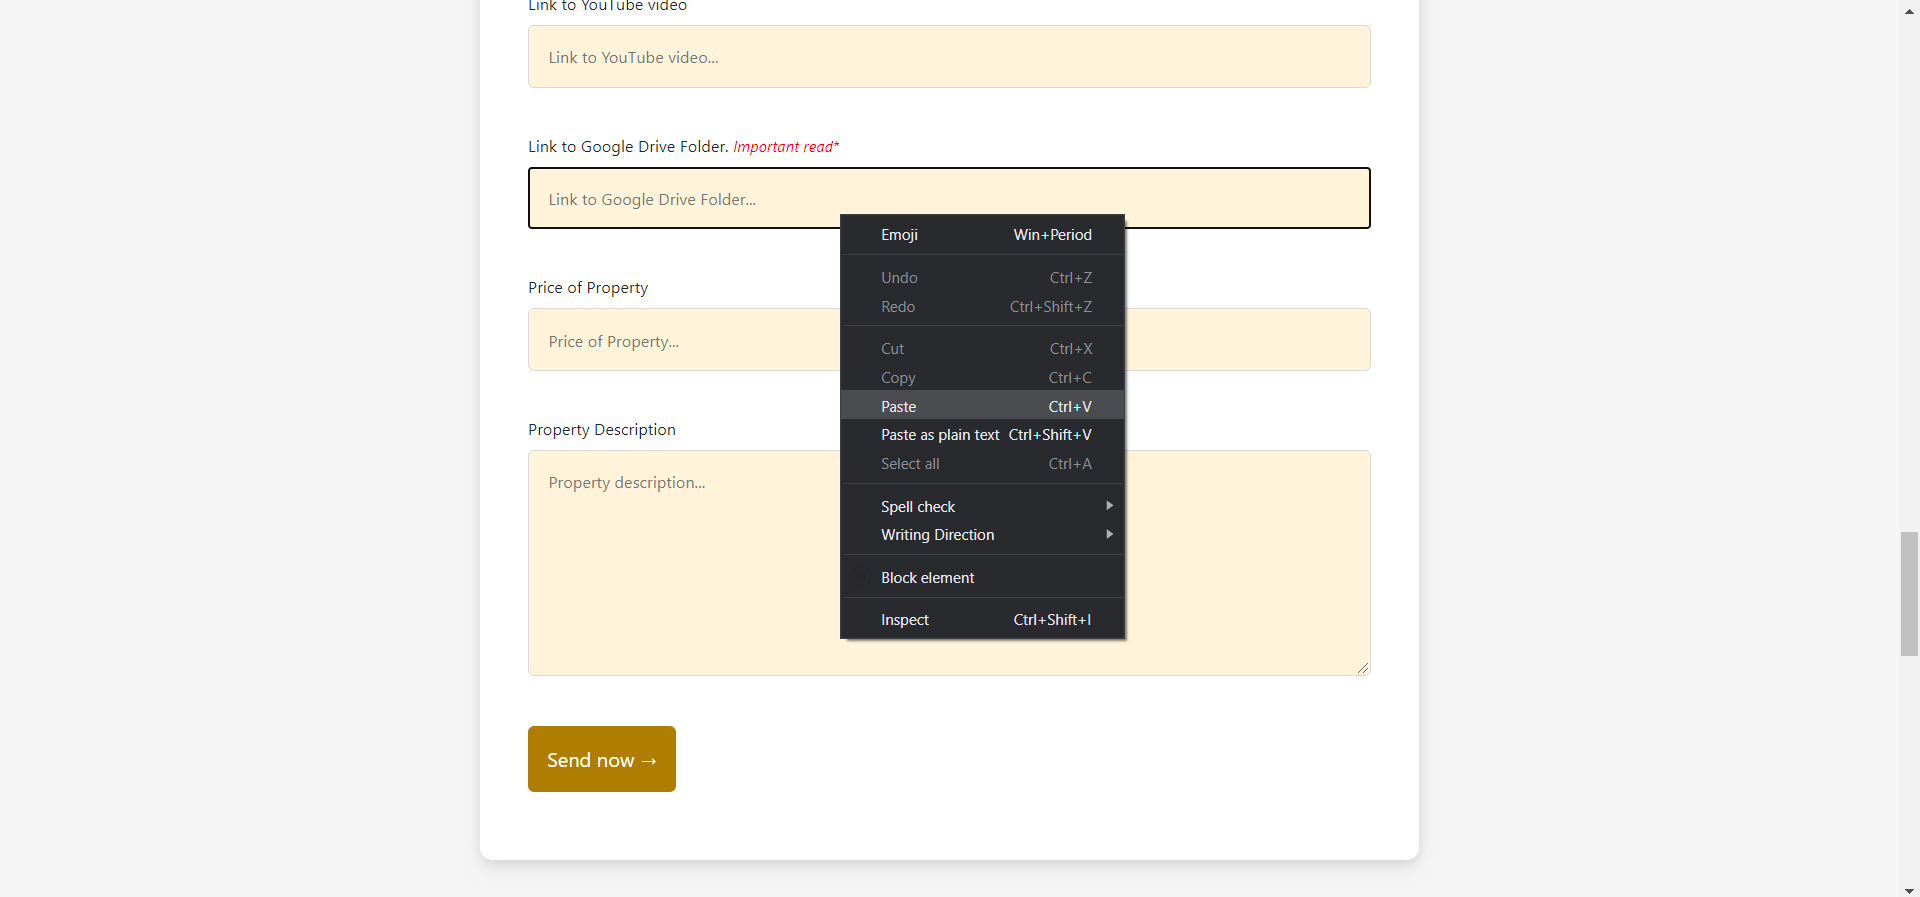 Link to YouTube video
Link to YouTube video...
Link to Google Drive Folder. Important read*
Link to Google Drive Folder...
Emoji Win+Period
Undo Ctrl+Z
Redo Ctrl+Shift+Z
Cut Ctrl+X
Copy Ctrl+C
Paste Ctrl+V
Paste as plain text Ctrl+Shift+V
Select all Ctrl+A
Spell check
Writing Direction
Block element
Inspect Ctrl+Shift+I
Price of Property
Price of Property...
Property Description
Property description...
Send now →